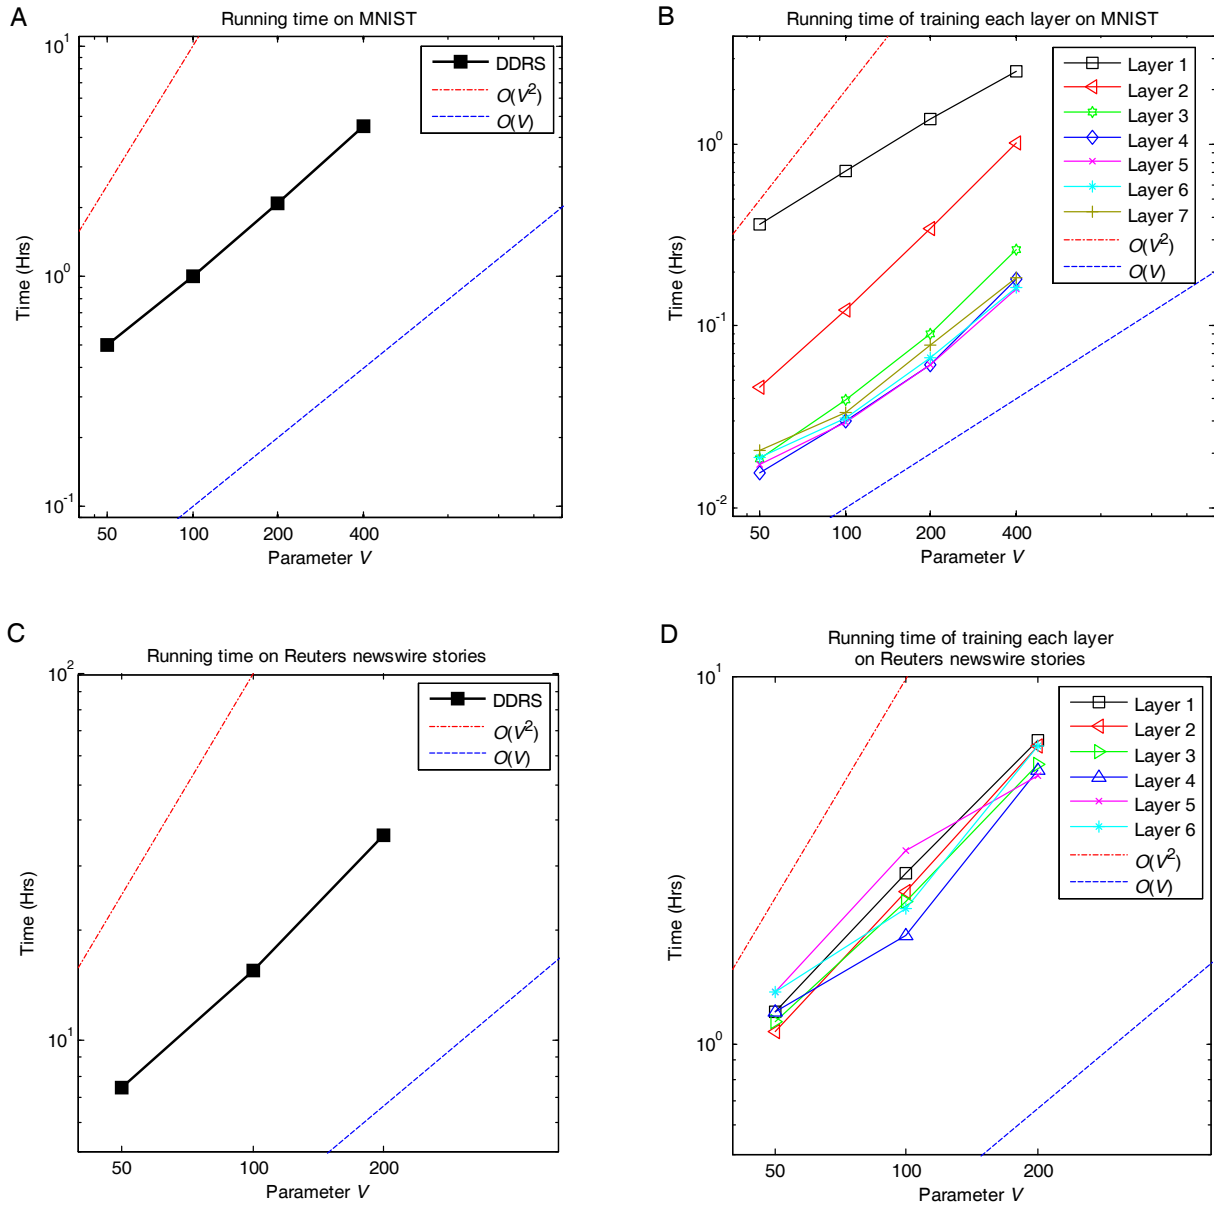 A
Running time on MNIST
10^1
10^0
10^-1
Time (Hrs)
50 100 200 400
Parameter V
DDRS
O(V^2)
O(V)
B
Running time of training each layer on MNIST
10^0
10^-1
10^-2
Time (Hrs)
50 100 200 400
Parameter V
Layer 1
Layer 2
Layer 3
Layer 4
Layer 5
Layer 6
Layer 7
O(V^2)
O(V)
C
Running time on Reuters newswire stories
10^2
10^1
Time (Hrs)
50 100 200
Parameter V
DDRS
O(V^2)
O(V)
D
Running time of training each layer
on Reuters newswire stories
10^1
10^0
Time (Hrs)
50 100 200
Parameter V
Layer 1
Layer 2
Layer 3
Layer 4
Layer 5
Layer 6
O(V^2)
O(V)